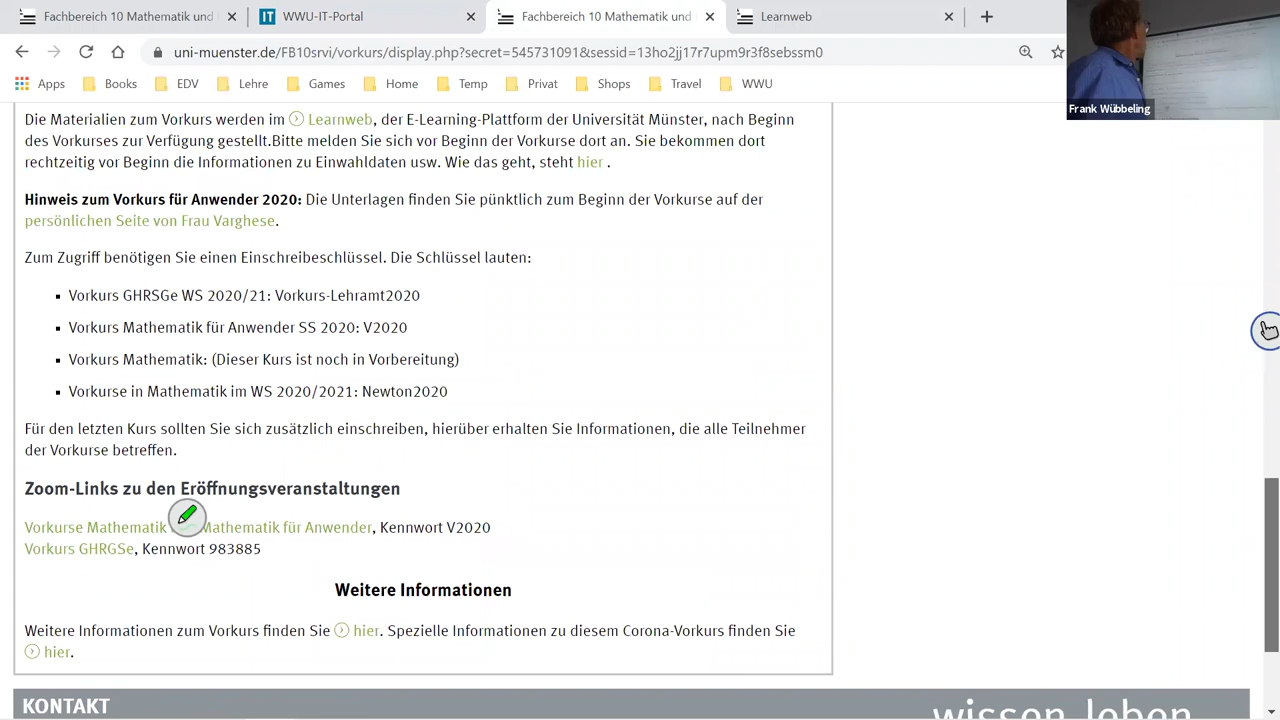 Fachbereich 10 Mathematik und
WWU-IT-Portal
Fachbereich 10 Mathematik und
Learnweb
uni-muenster.de/FB10srvi/vorkurs/display.php?secret=545731091&sessid=13ho2jj17r7upm9r3f8sebssm0
Apps Books EDV Lehre Games Home Temp Privat Shops Travel WWU
Frank Wübbeling
Die Materialien zum Vorkurs werden im Learnweb, der E-Learning-Plattform der Universität Münster, nach Beginn
des Vorkurses zur Verfügung gestellt.Bitte melden Sie sich vor Beginn der Vorkurse dort an. Sie bekommen dort
rechtzeitig vor Beginn die Informationen zu Einwahldaten usw. Wie das geht, steht hier .
Hinweis zum Vorkurs für Anwender 2020: Die Unterlagen finden Sie pünktlich zum Beginn der Vorkurse auf der
persönlichen Seite von Frau Varghese.
Zum Zugriff benötigen Sie einen Einschreibeschlüssel. Die Schlüssel lauten:
Vorkurs GHRSGe WS 2020/21: Vorkurs-Lehramt2020
Vorkurs Mathematik für Anwender SS 2020: V2020
Vorkurs Mathematik: (Dieser Kurs ist noch in Vorbereitung)
Vorkurse in Mathematik im WS 2020/2021: Newton2020
Für den letzten Kurs sollten Sie sich zusätzlich einschreiben, hierüber erhalten Sie Informationen, die alle Teilnehmer
der Vorkurse betreffen.
Zoom-Links zu den Eröffnungsveranstaltungen
Vorkurse Mathematik Mathematik für Anwender, Kennwort V2020
Vorkurs GHRGSe, Kennwort 983885
Weitere Informationen
Weitere Informationen zum Vorkurs finden Sie hier. Spezielle Informationen zu diesem Corona-Vorkurs finden Sie
hier.
KONTAKT
wissen leben